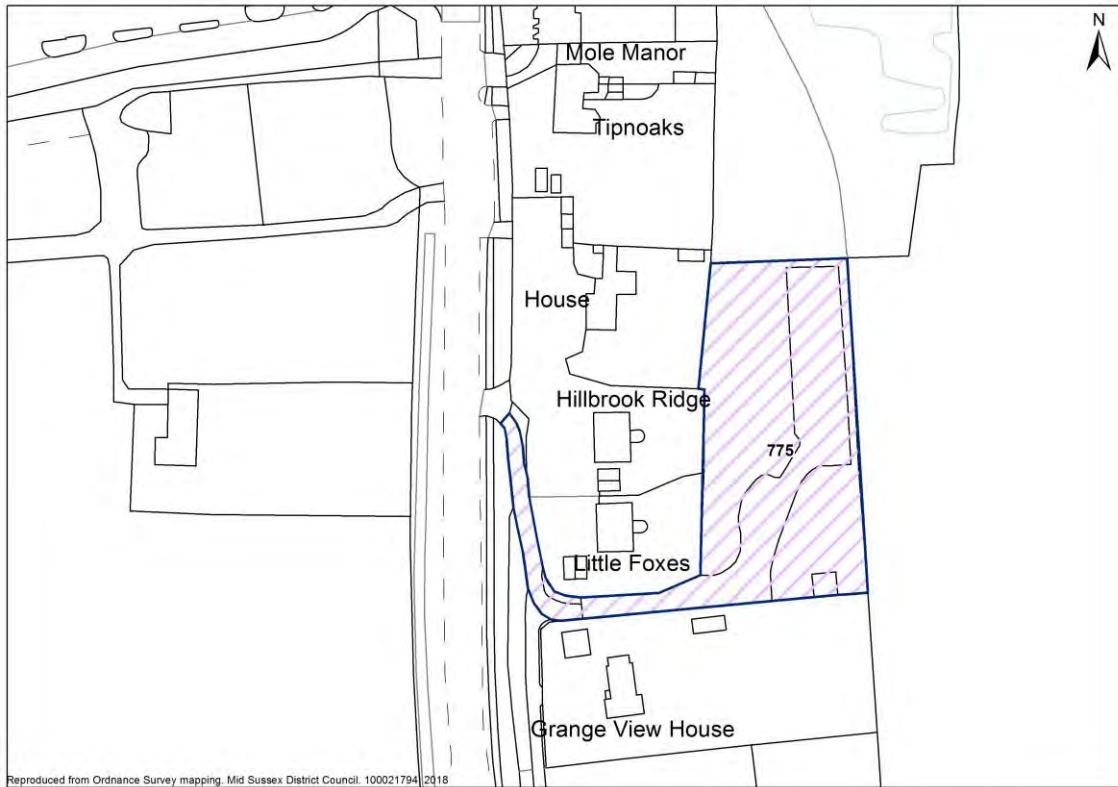 N
Mole Manor
Tipnoaks
House
Hillbrook Ridge
775
Little Foxes
Grange View House
Reproduced from Ordnance Survey mapping. Mid Sussex District Council. 100021794. 2018